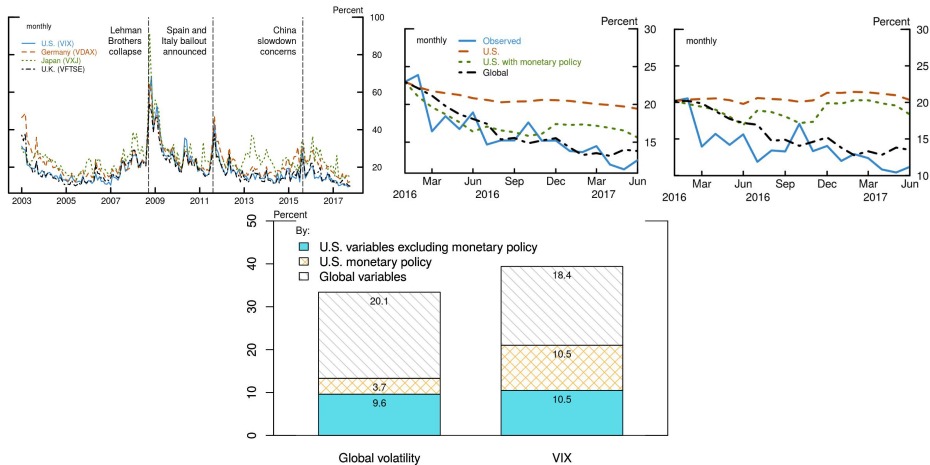 Percent
monthly
U.S. (VIX)
Germany (VDAX)
Japan (VXJ)
U.K. (VFTSE)
Lehman
Brothers
collapse
Spain and
Italy bailout
announced
China
slowdown
concerns
100
80
60
40
20
2003 2005 2007 2009 2011 2013 2015 2017
Percent
monthly
Observed
U.S.
U.S. with monetary policy
Global
30
25
20
15
10
Mar Jun Sep Dec Mar Jun
2016 2016 2017
Percent
monthly
30
25
20
15
10
Mar Jun Sep Dec Mar Jun
2016 2016 2017
Percent
By:
U.S. variables excluding monetary policy
U.S. monetary policy
Global variables
50
40
30
20
10
0
20.1
3.7
9.6
18.4
10.5
10.5
Global volatility VIX